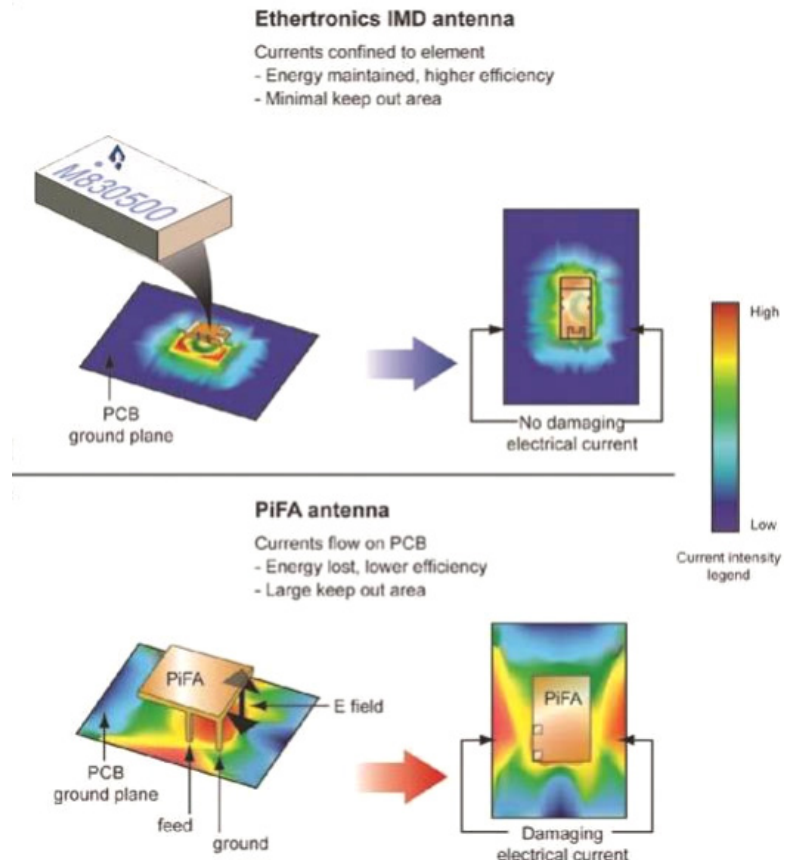 Ethertronics IMD antenna
Currents confined to element
- Energy maintained, higher efficiency
- Minimal keep out area
M830500
High
PCB
ground plane
No damaging
electrical current
Low
Current intensity
legend
PiFA antenna
Currents flow on PCB
- Energy lost, lower efficiency
- Large keep out area
PiFA
E field
PCB
ground plane
feed
ground
PiFA
Damaging
electrical current